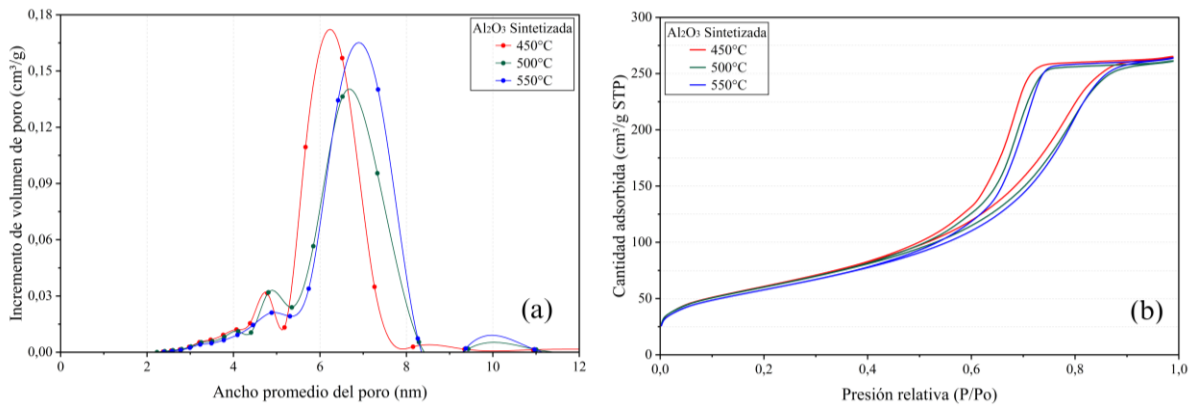 Incremento de volumen de poro (cm³/g)
0,18
0,15
0,12
0,09
0,06
0,03
0,00
Al₂O₃ Sintetizada
450°C
500°C
550°C
(a)
0
2
4
6
8
10
12
Ancho promedio del poro (nm)
Cantidad adsorbida (cm³/g STP)
300
250
200
150
100
50
0
Al₂O₃ Sintetizada
450°C
500°C
550°C
(b)
0,0
0,2
0,4
0,6
0,8
1,0
Presión relativa (P/Po)